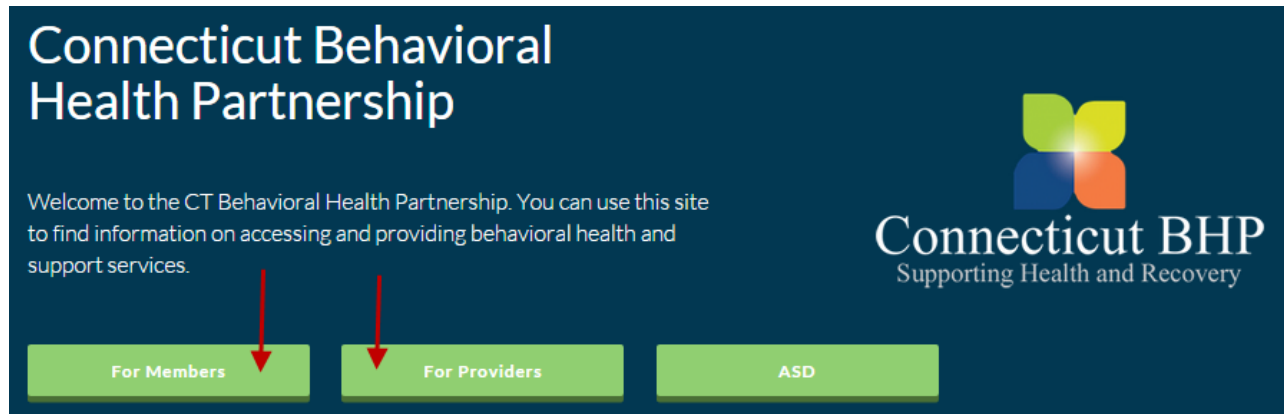 Connecticut Behavioral
Health Partnership
Welcome to the CT Behavioral Health Partnership. You can use this site
to find information on accessing and providing behavioral health and
support services.
Connecticut BHP
Supporting Health and Recovery
For Members
For Providers
ASD